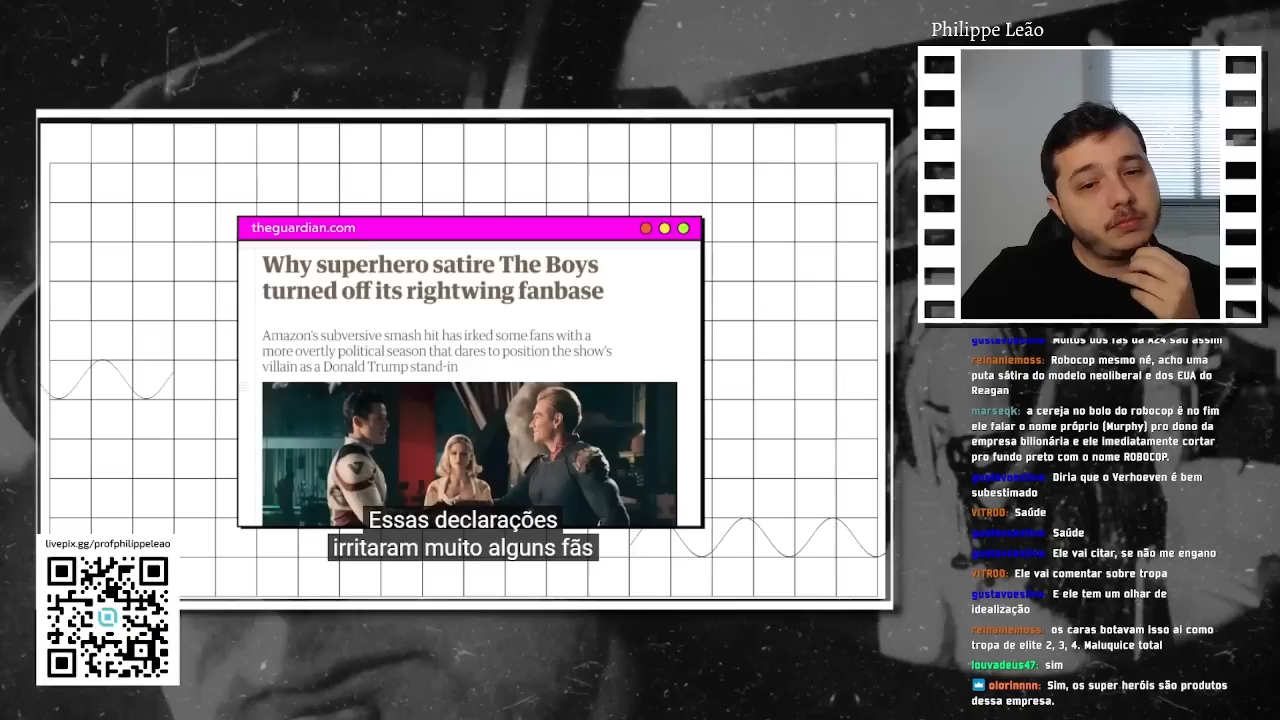 Philippe Leão
theguardian.com
Why superhero satire The Boys
turned off its rightwing fanbase
Amazon's subversive smash hit has irked some fans with a
more overtly political season that dares to position the show's
villain as a Donald Trump stand-in
Essas declarações
irritaram muito alguns fãs
livepix.gg/profphilippeleao
Muitos dos fãs da A24 são assim
reinanlemoss: Robocop mesmo né, acho uma
puta sátira do modelo neoliberal e dos EUA do
Reagan
marseqk: a cereja no bolo do robocop é no fim
ele falar o nome próprio (Murphy) pro dono da
empresa bilionária e ele imediatamente cortar
pro fundo preto com o nome ROBOCOP.
Diria que o Verhoeven é bem
subestimado
VITROO: Saúde
Saúde
Ele vai citar, se não me engano
VITROO: Ele vai comentar sobre tropa
E ele tem um olhar de
idealização
reinanlemoss: os caras botavam isso aí como
tropa de elite 2, 3, 4. Maluquice total
louvadeus47: sim
olorinnnn: Sim, os super heróis são produtos
dessa empresa.